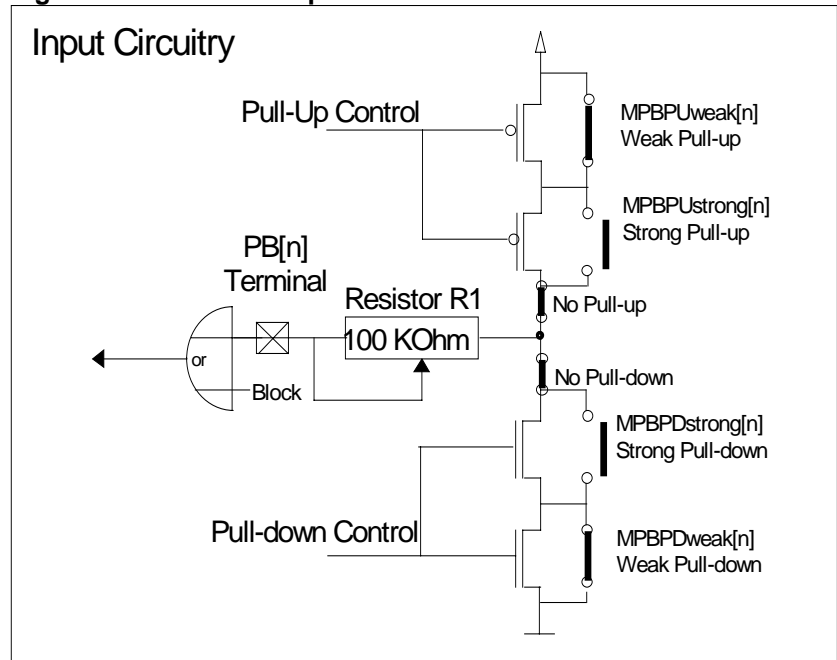 Input Circuitry
Pull-Up Control
MPBPUweak[n]
Weak Pull-up
MPBPUstrong[n]
Strong Pull-up
PB[n]
Terminal
Resistor R1
100 KOhm
No Pull-up
or
Block
No Pull-down
MPBPDstrong[n]
Strong Pull-down
Pull-down Control
MPBPDweak[n]
Weak Pull-down